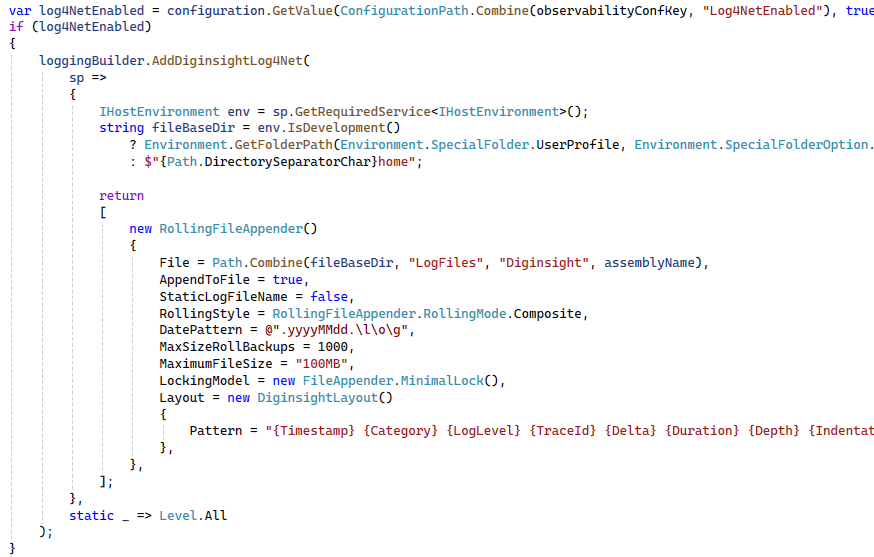 var log4NetEnabled = configuration.GetValue(ConfigurationPath.Combine(observabilityConfKey, "Log4NetEnabled"), true
if (log4NetEnabled)
{
    loggingBuilder.AddDiginsightLog4Net(
        sp =>
        {
            IHostEnvironment env = sp.GetRequiredService<IHostEnvironment>();
            string fileBaseDir = env.IsDevelopment()
                ? Environment.GetFolderPath(Environment.SpecialFolder.UserProfile, Environment.SpecialFolderOption.
                : $"{Path.DirectorySeparatorChar}home";

            return
            [
                new RollingFileAppender()
                {
                    File = Path.Combine(fileBaseDir, "LogFiles", "Diginsight", assemblyName),
                    AppendToFile = true,
                    StaticLogFileName = false,
                    RollingStyle = RollingFileAppender.RollingMode.Composite,
                    DatePattern = @".yyyyMMdd.\l\o\g",
                    MaxSizeRollBackups = 1000,
                    MaximumFileSize = "100MB",
                    LockingModel = new FileAppender.MinimalLock(),
                    Layout = new DiginsightLayout()
                    {
                        Pattern = "{Timestamp} {Category} {LogLevel} {TraceId} {Delta} {Duration} {Depth} {Indentat
                    },
                },
            ];
        },
        static _ => Level.All
    );
}